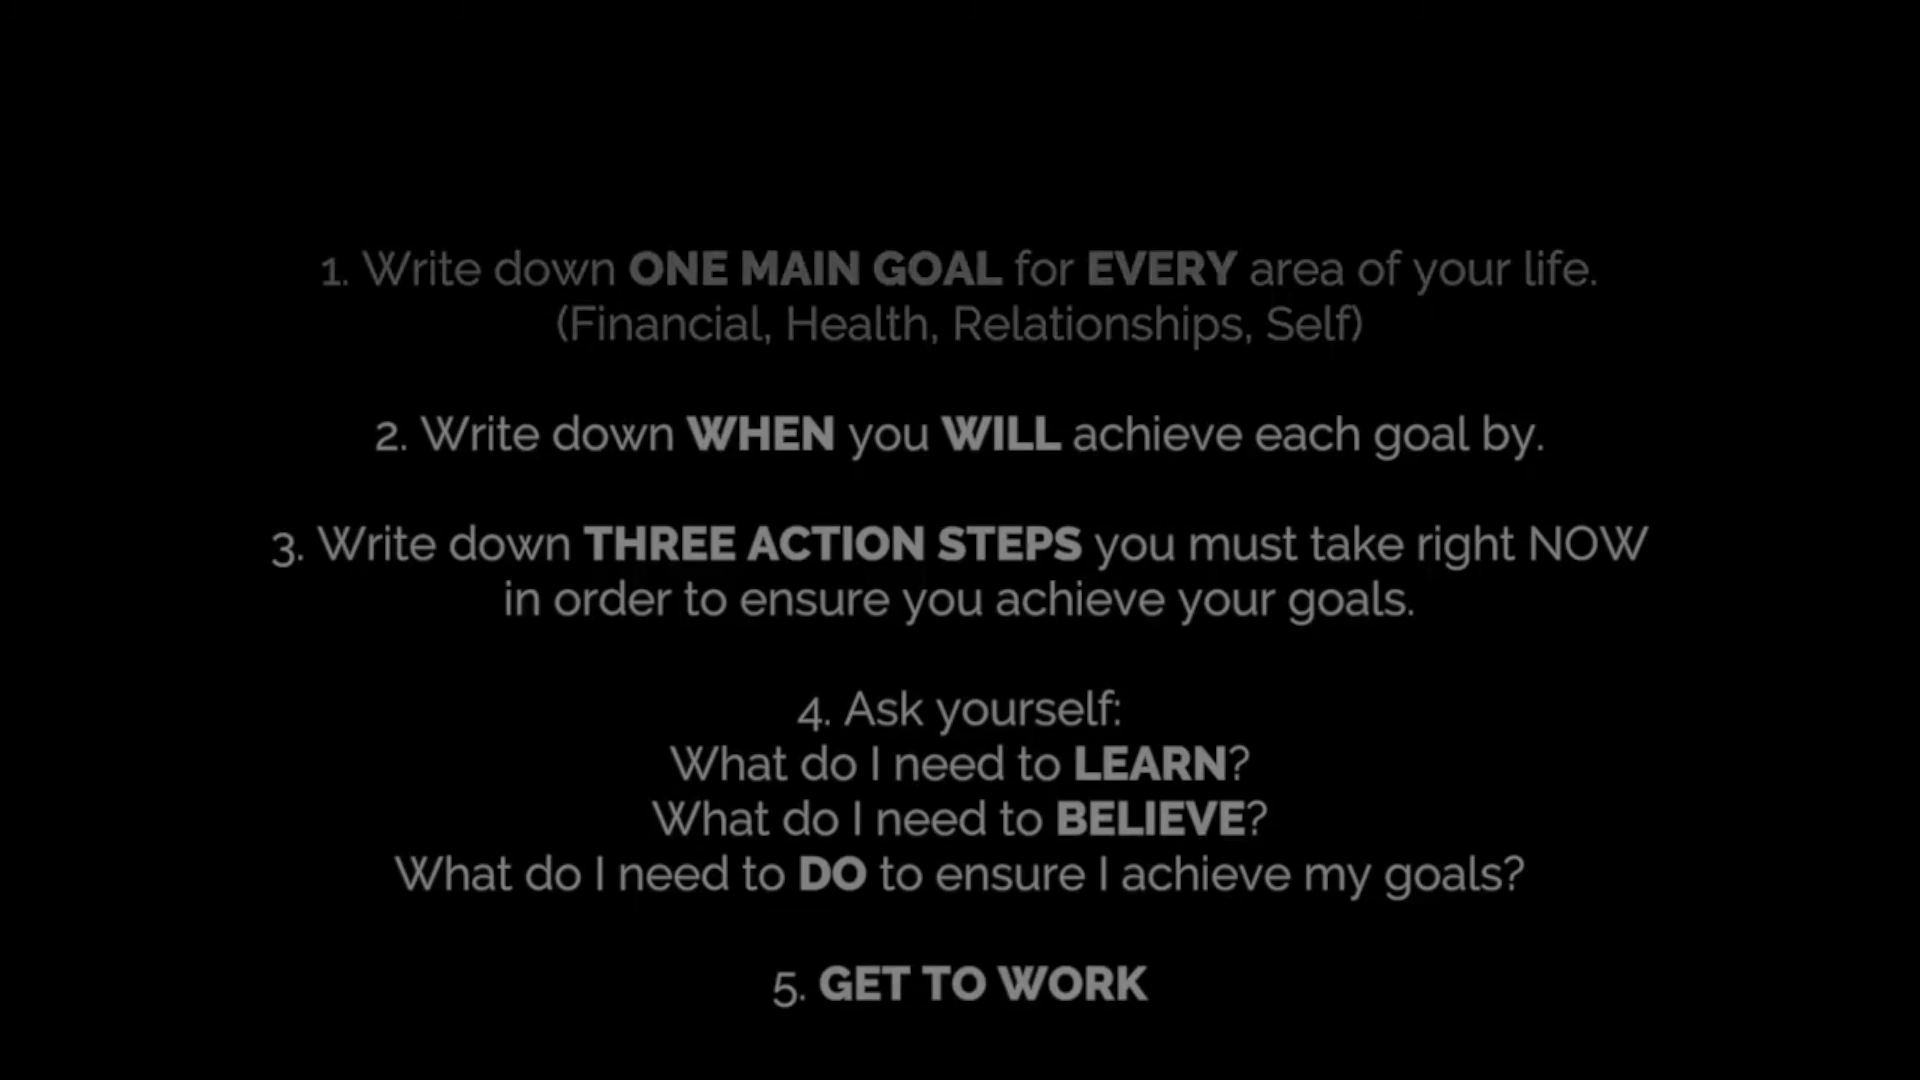 1. Write down ONE MAIN GOAL for EVERY area of your life.
(Financial, Health, Relationships, Self)
2. Write down WHEN you WILL achieve each goal by.
3. Write down THREE ACTION STEPS you must take right NOW
in order to ensure you achieve your goals.
4. Ask yourself:
What do I need to LEARN?
What do I need to BELIEVE?
What do I need to DO to ensure I achieve my goals?
5. GET TO WORK